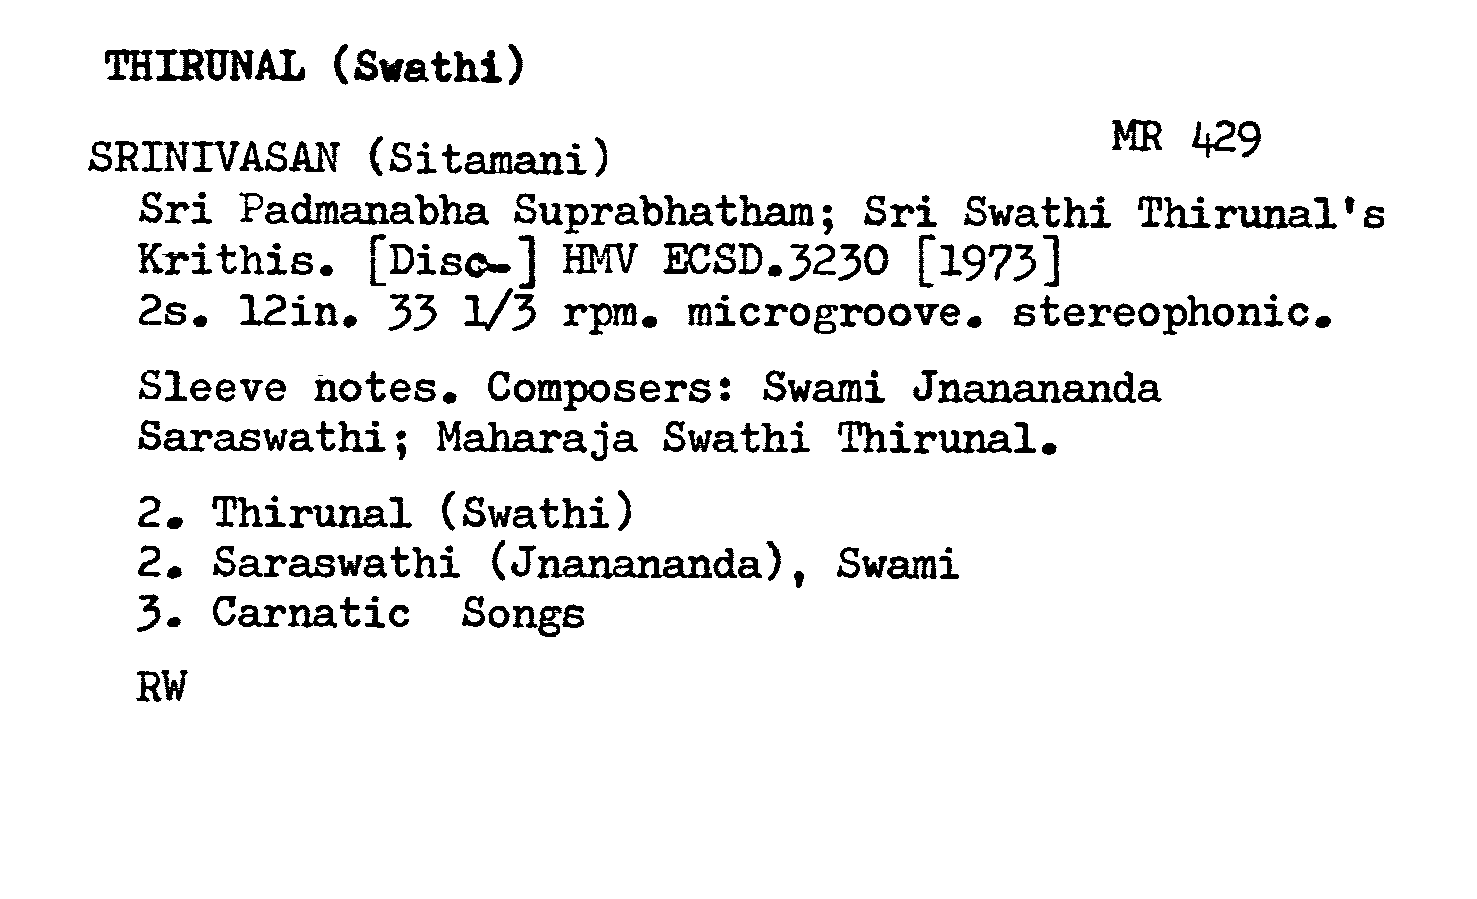 THIRUNAL (Swathi)
MR 429
SRINIVASAN (Sitamani)
Sri Padmanabha Suprabhatham; Sri Swathi Thirunal's
Krithis. [Disc-] HMV ECSD.3230 [1973]
2s. 12in. 33 1/3 rpm. microgroove. stereophonic.
Sleeve notes. Composers: Swami Jnanananda
Saraswathi; Maharaja Swathi Thirunal.
2. Thirunal (Swathi)
2. Saraswathi (Jnanananda), Swami
3. Carnatic Songs
RW